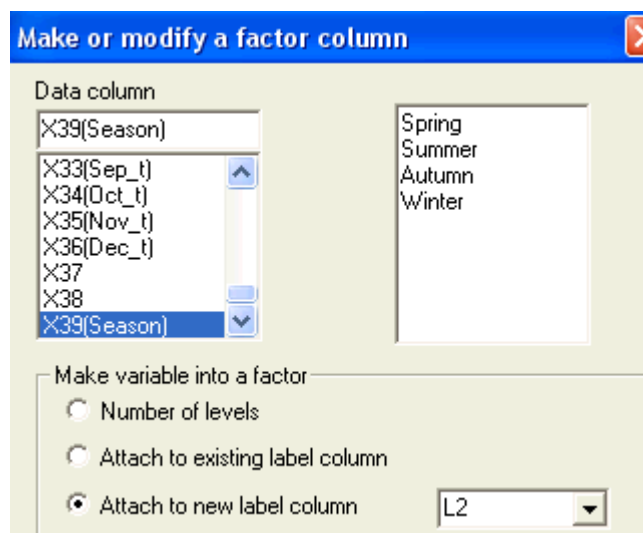 Make or modify a factor column
Data column
X39(Season)
X33(Sep_t)
X34(Oct_t)
X35(Nov_t)
X36(Dec_t)
X37
X38
X39(Season)
Spring
Summer
Autumn
Winter
Make variable into a factor
Number of levels
Attach to existing label column
Attach to new label column
L2